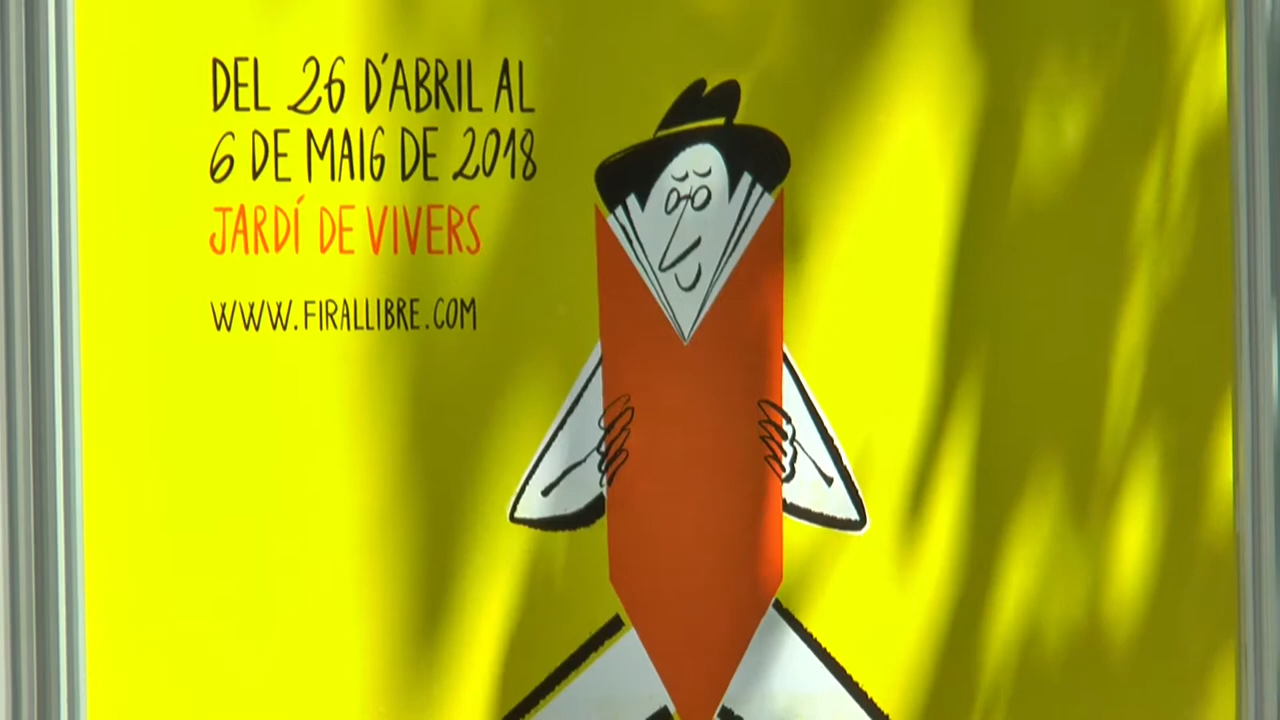 DEL 26 D'ABRIL AL
6 DE MAIG DE 2018
JARDÍ DE VIVERS
WWW.FIRALLIBRE.COM